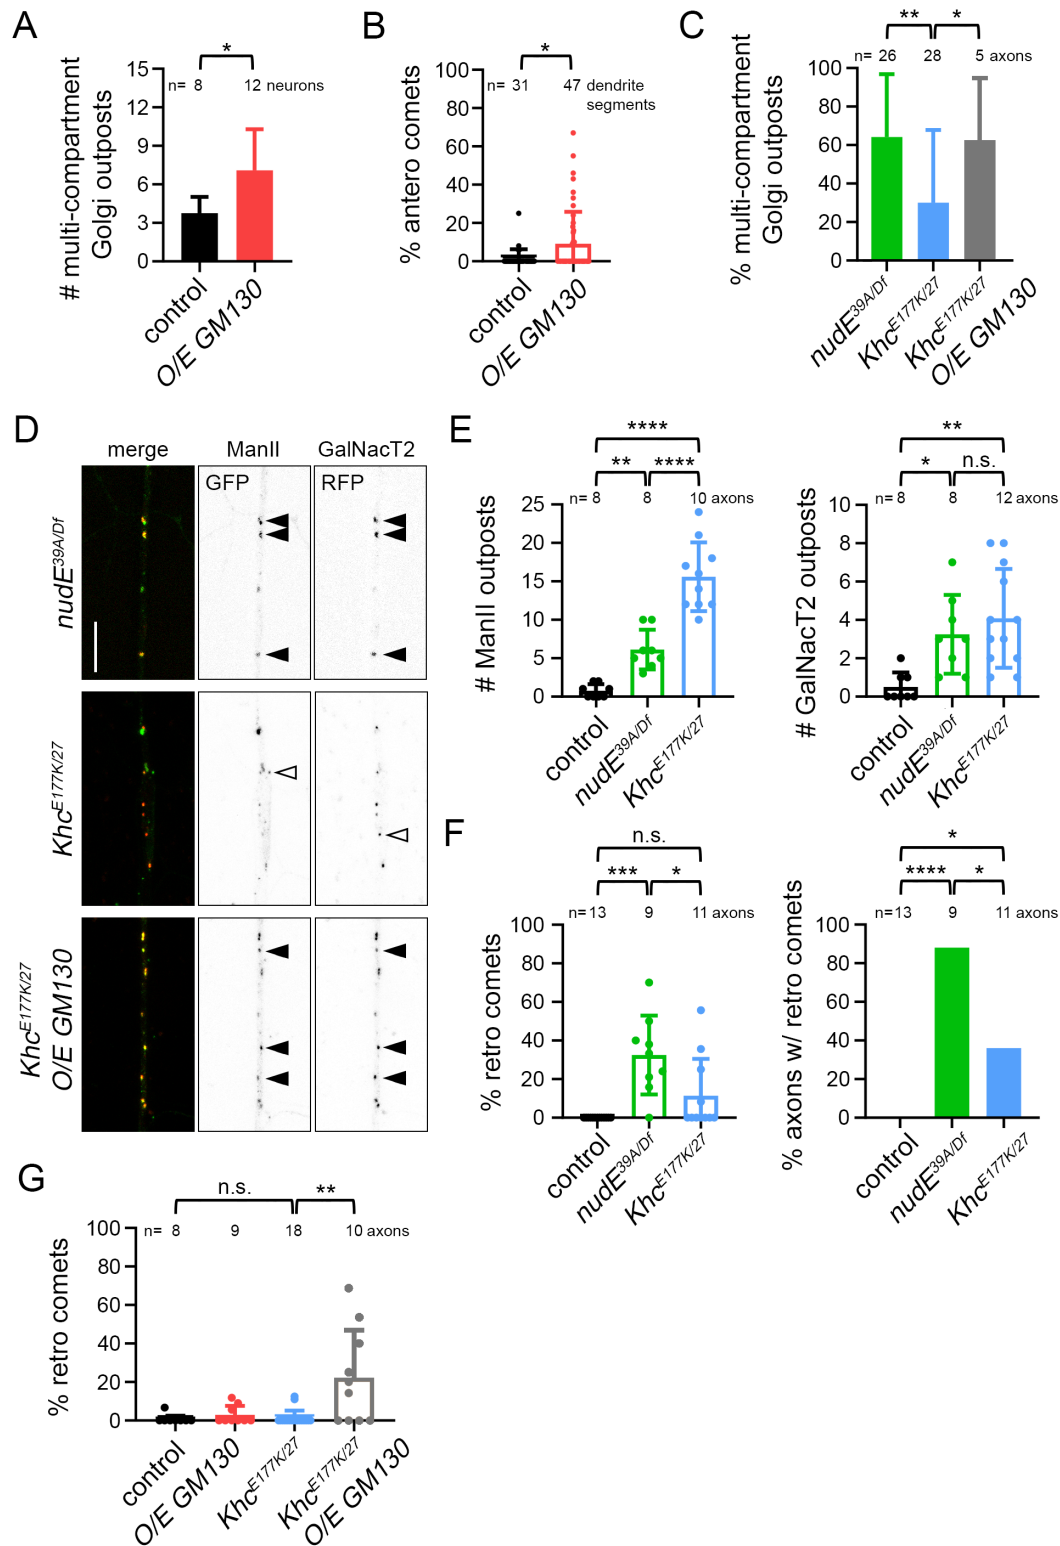 A
*
n= 8 12 neurons
# multi-compartment
Golgi outposts
15
12
9
6
3
0
control
O/E GM130
B
*
n= 31 47 dendrite
segments
% antero comets
100
80
60
40
20
0
control
O/E GM130
C
** *
n= 26 28 5 axons
% multi-compartment
Golgi outposts
100
80
60
40
20
0
nudE39A/Df
KhcE177K/27
KhcE177K/27
O/E GM130
D
merge ManII GalNacT2
GFP RFP
nudE39A/Df
KhcE177K/27
KhcE177K/27
O/E GM130
E
****
** ****
n= 8 8 10 axons
# ManII outposts
25
20
15
10
5
0
control
nudE39A/Df
KhcE177K/27
**
* n.s.
n= 8 8 12 axons
# GalNacT2 outposts
10
8
6
4
2
0
control
nudE39A/Df
KhcE177K/27
F
n.s.
*** *
n= 13 9 11 axons
% retro comets
100
80
60
40
20
0
control
nudE39A/Df
KhcE177K/27
*
**** *
n= 13 9 11 axons
% axons w/ retro comets
100
80
60
40
20
0
control
nudE39A/Df
KhcE177K/27
G
n.s. **
n= 8 9 18 10 axons
% retro comets
100
80
60
40
20
0
control
O/E GM130
KhcE177K/27
KhcE177K/27
O/E GM130